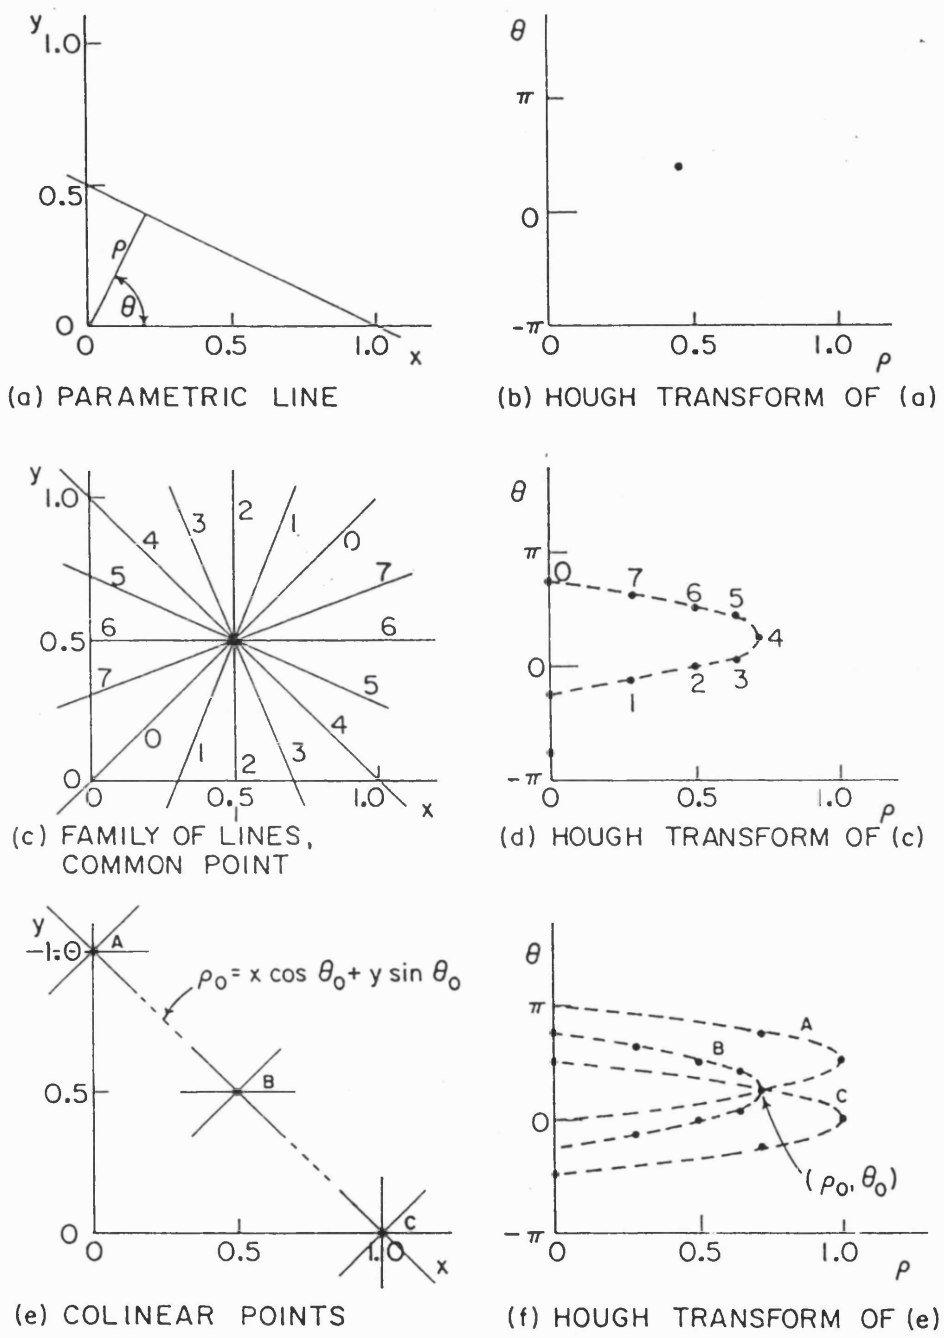 y
1.0
0.5
ρ
θ
0
0 0.5 1.0 x
(a) PARAMETRIC LINE
θ
π
0
-π
0 0.5 1.0 ρ
(b) HOUGH TRANSFORM OF (a)
y
1.0
3 2 1
4 0
5 7
0.5 6 6
7 5
0 4
1 2 3
0
0 0.5 1.0 x
(c) FAMILY OF LINES,
COMMON POINT
θ
π
0 7 6 5
4
0
1 2 3
-π
0 0.5 1.0 ρ
(d) HOUGH TRANSFORM OF (c)
y
-1.0 A
ρ₀ = x cos θ₀ + y sin θ₀
0.5 B
0 C
0 0.5 1.0 x
(e) COLINEAR POINTS
θ
π
A
B
C
0
(ρ₀, θ₀)
-π
0 0.5 1.0 ρ
(f) HOUGH TRANSFORM OF (e)